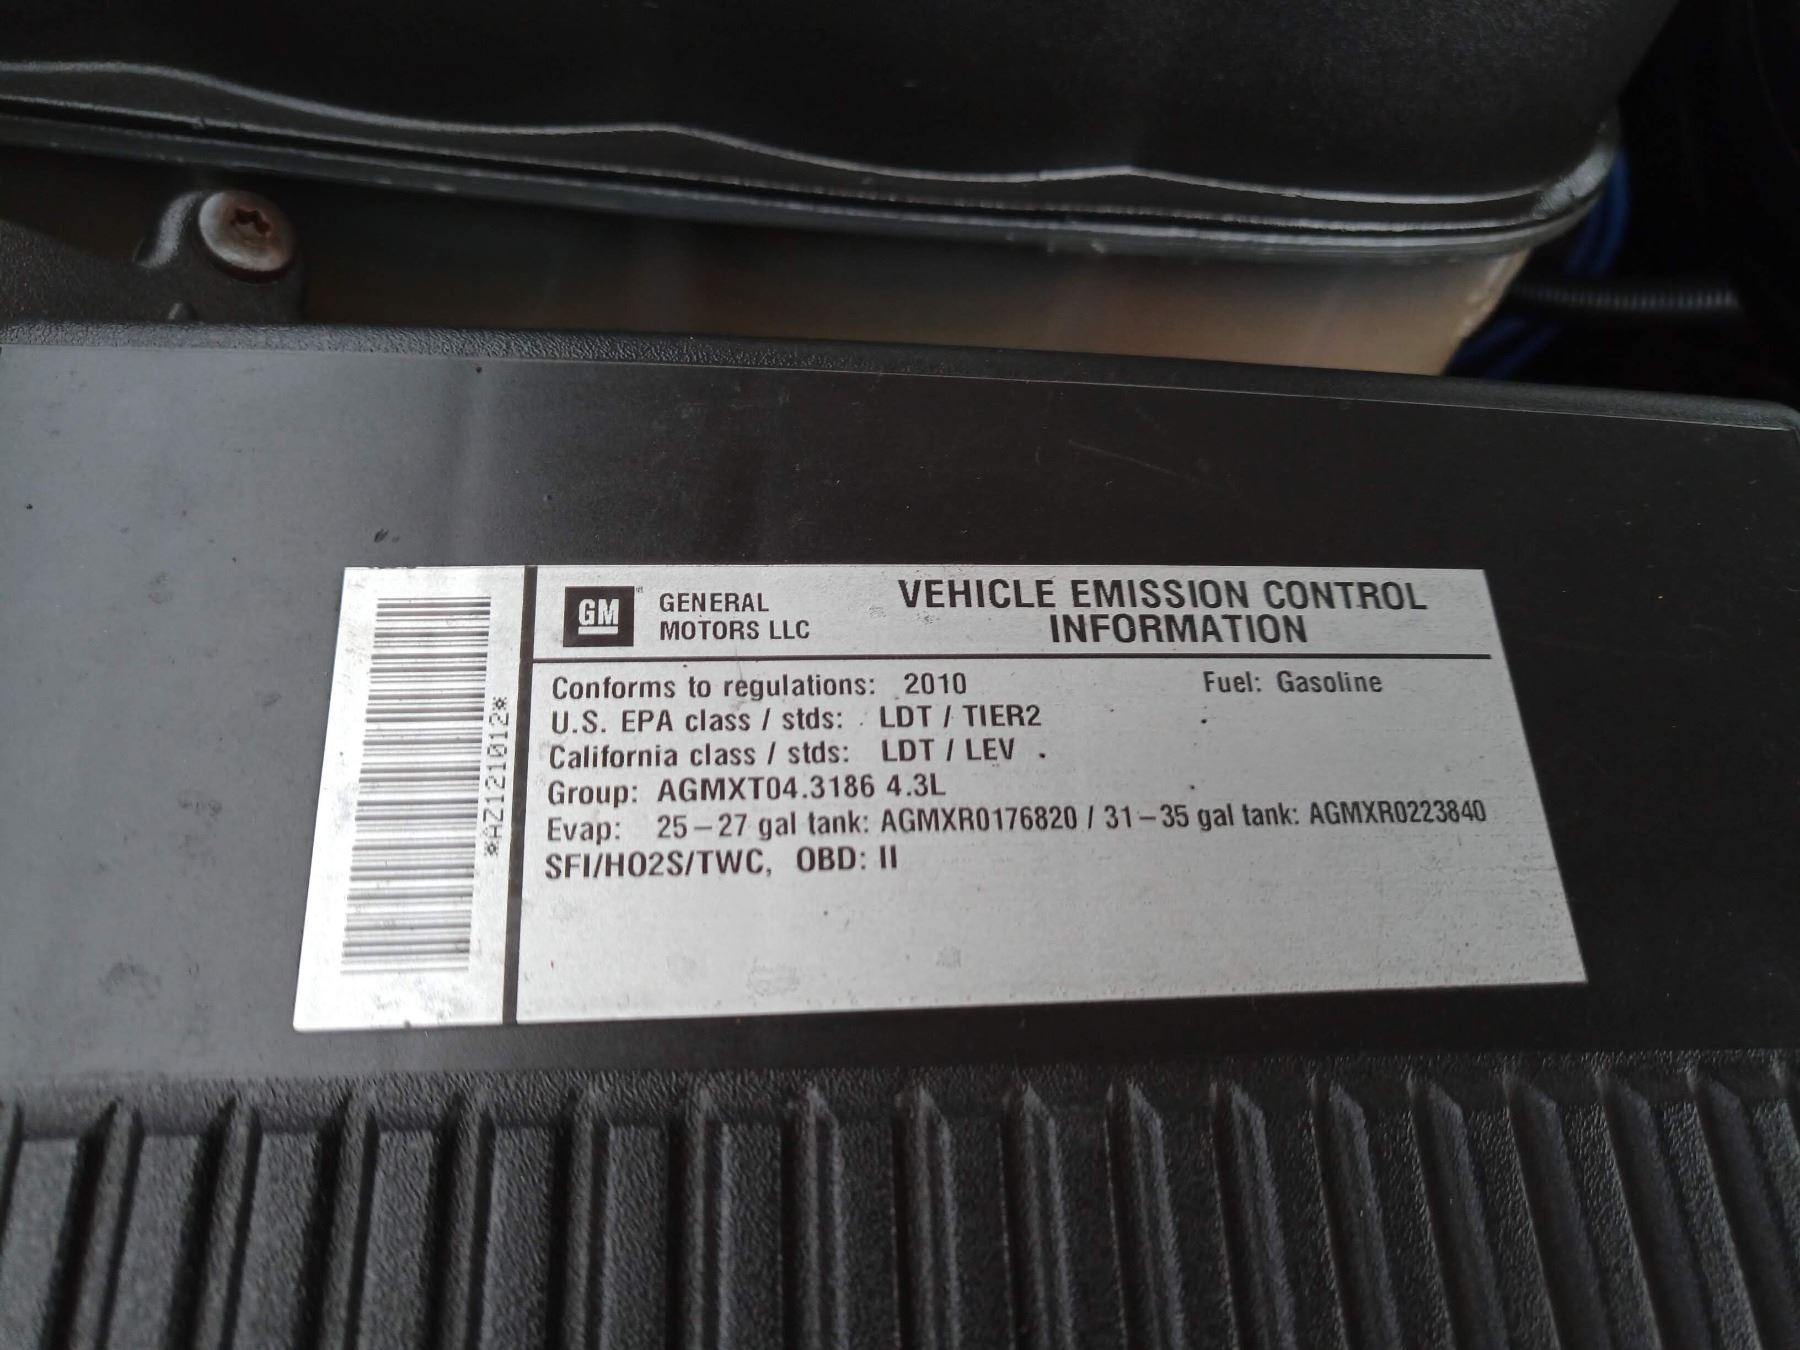 *AZ121012*
GM
GENERAL
MOTORS LLC
VEHICLE EMISSION CONTROL
INFORMATION
Conforms to regulations: 2010 Fuel: Gasoline
U.S. EPA class / stds: LDT / TIER2
California class / stds: LDT / LEV
Group: AGMXT04.3186 4.3L
Evap: 25–27 gal tank: AGMXR0176820 / 31–35 gal tank: AGMXR0223840
SFI/HO2S/TWC, OBD: II